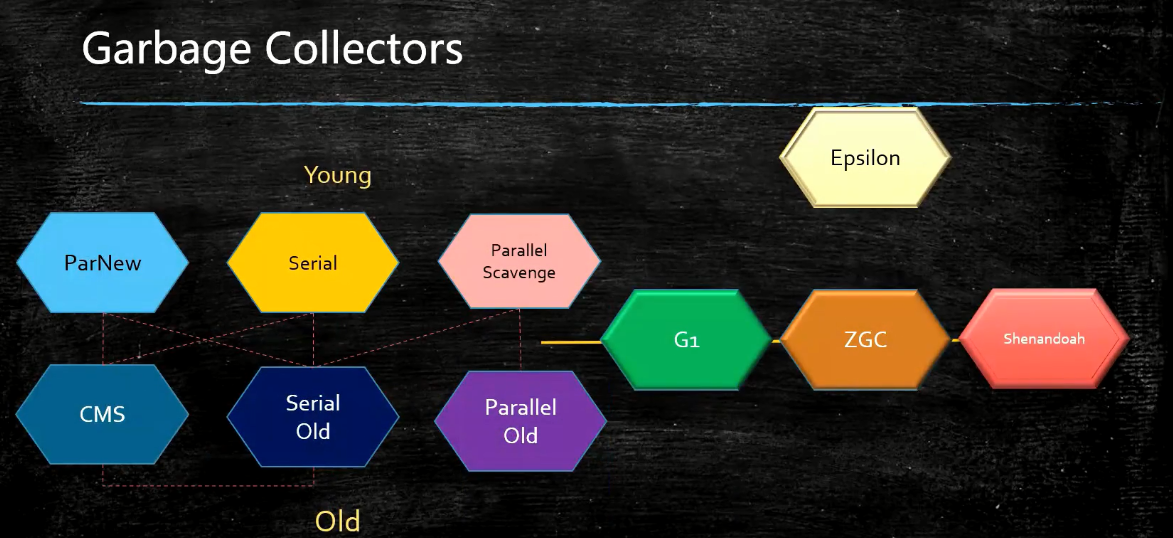 Garbage Collectors
Epsilon
Young
ParNew
Serial
Parallel
Scavenge
G1
ZGC
Shenandoah
CMS
Serial
Old
Parallel
Old
Old